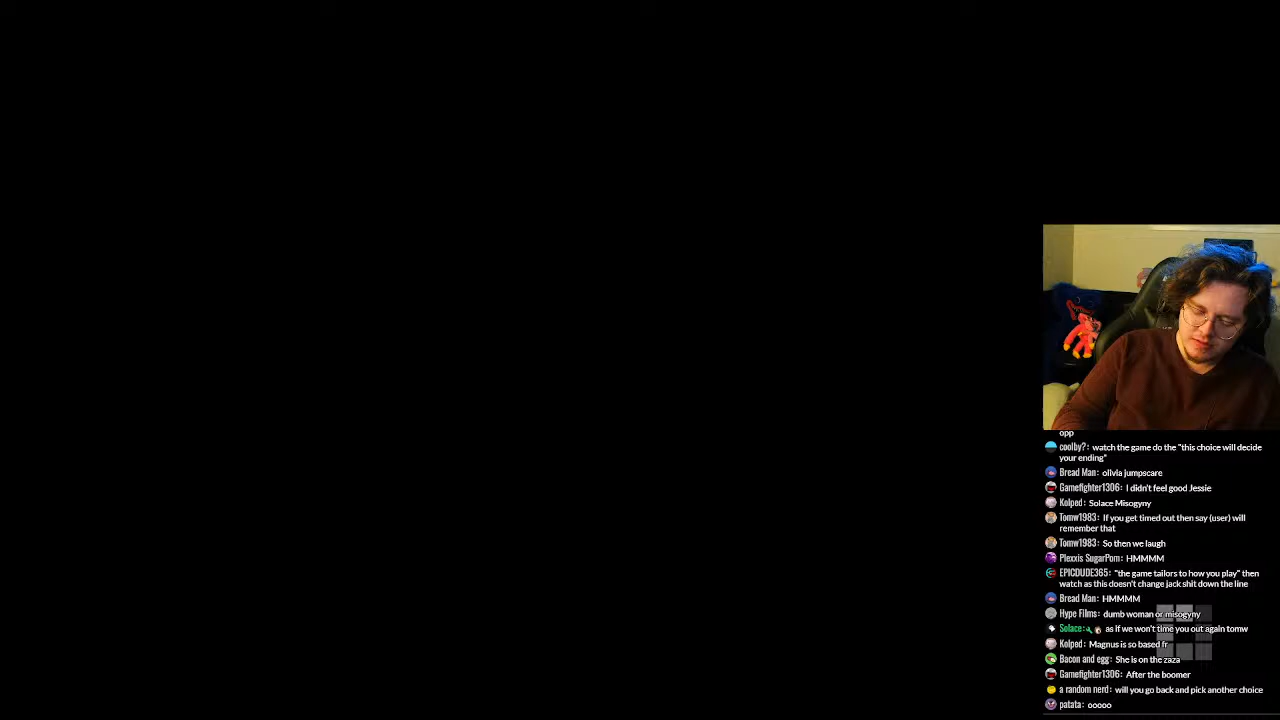 opp
coolby?: watch the game do the "this choice will decide
your ending"
Bread Man: olivia jumpscare
Gamefighter1306: I didn't feel good Jessie
Kolped: Solace Misogyny
Tomw1983: If you get timed out then say (user) will
remember that
Tomw1983: So then we laugh
Plexxis SugarPom: HMMMM
EPICDUDE365: "the game tailors to how you play" then
watch as this doesn't change jack shit down the line
Bread Man: HMMMM
Hype Films: dumb woman or misogyny
Solace: as if we won't time you out again tomw
Kolped: Magnus is so based fr
Bacon and egg: She is on the zaza
Gamefighter1306: After the boomer
a random nerd: will you go back and pick another choice
patata: ooooo